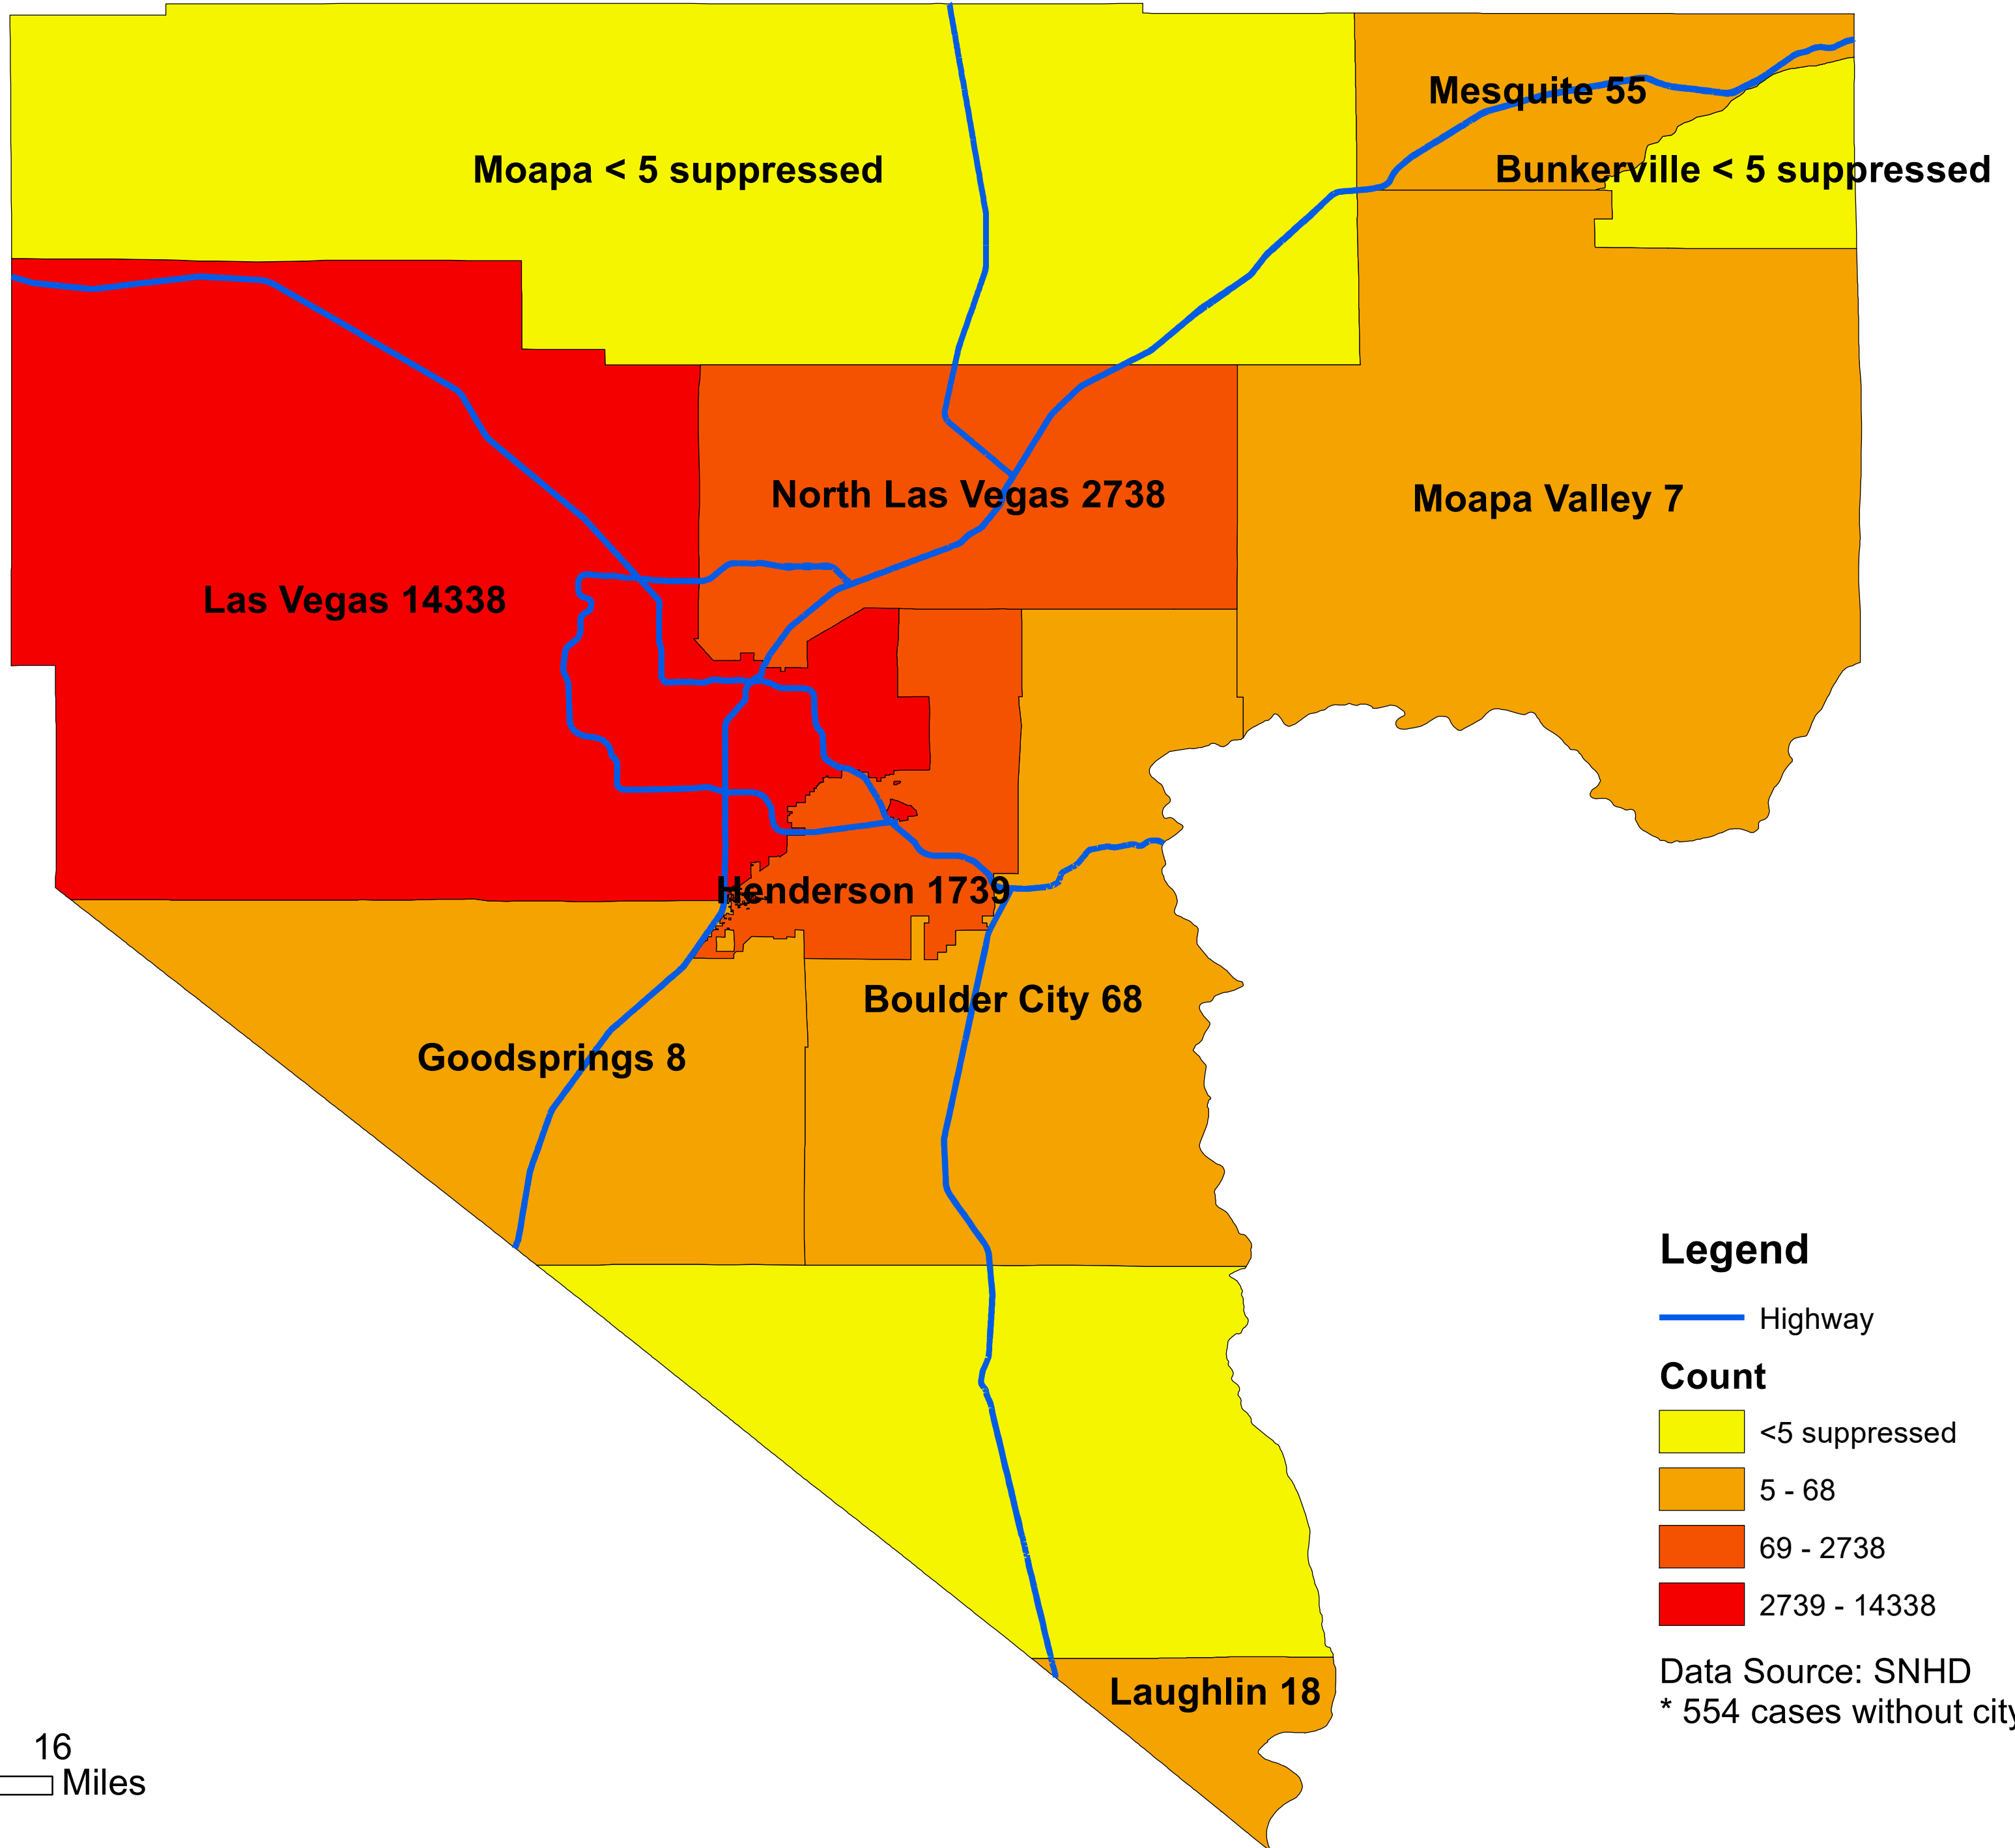 Mesquite 55
Moapa < 5 suppressed
Bunkerville < 5 suppressed
North Las Vegas 2738
Moapa Valley 7
Las Vegas 14338
Henderson 1739
Boulder City 68
Goodsprings 8
Laughlin 18
Legend
Highway
Count
<5 suppressed
5 - 68
69 - 2738
2739 - 14338
Data Source: SNHD
* 554 cases without city
16
Miles